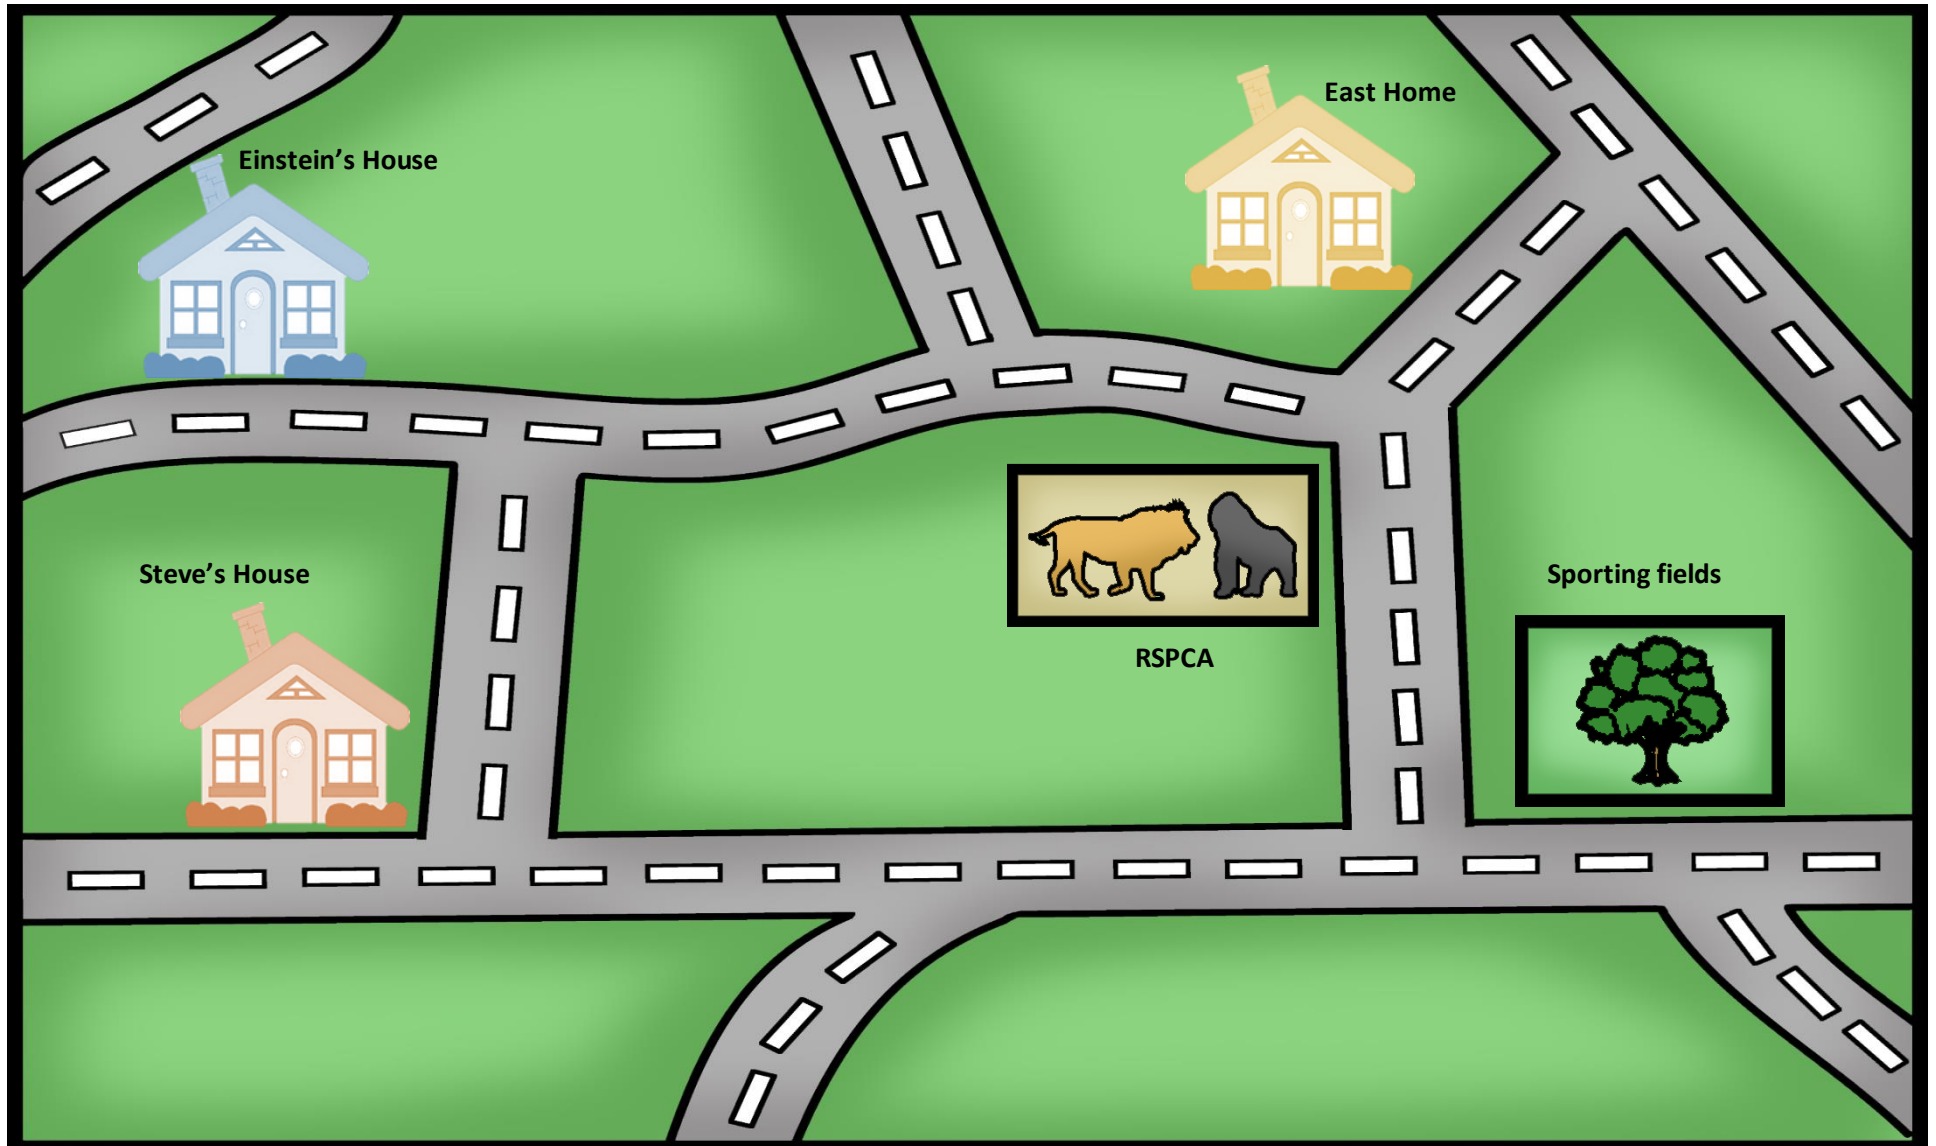 East Home
Einstein’s House
Steve’s House
Sporting fields
RSPCA